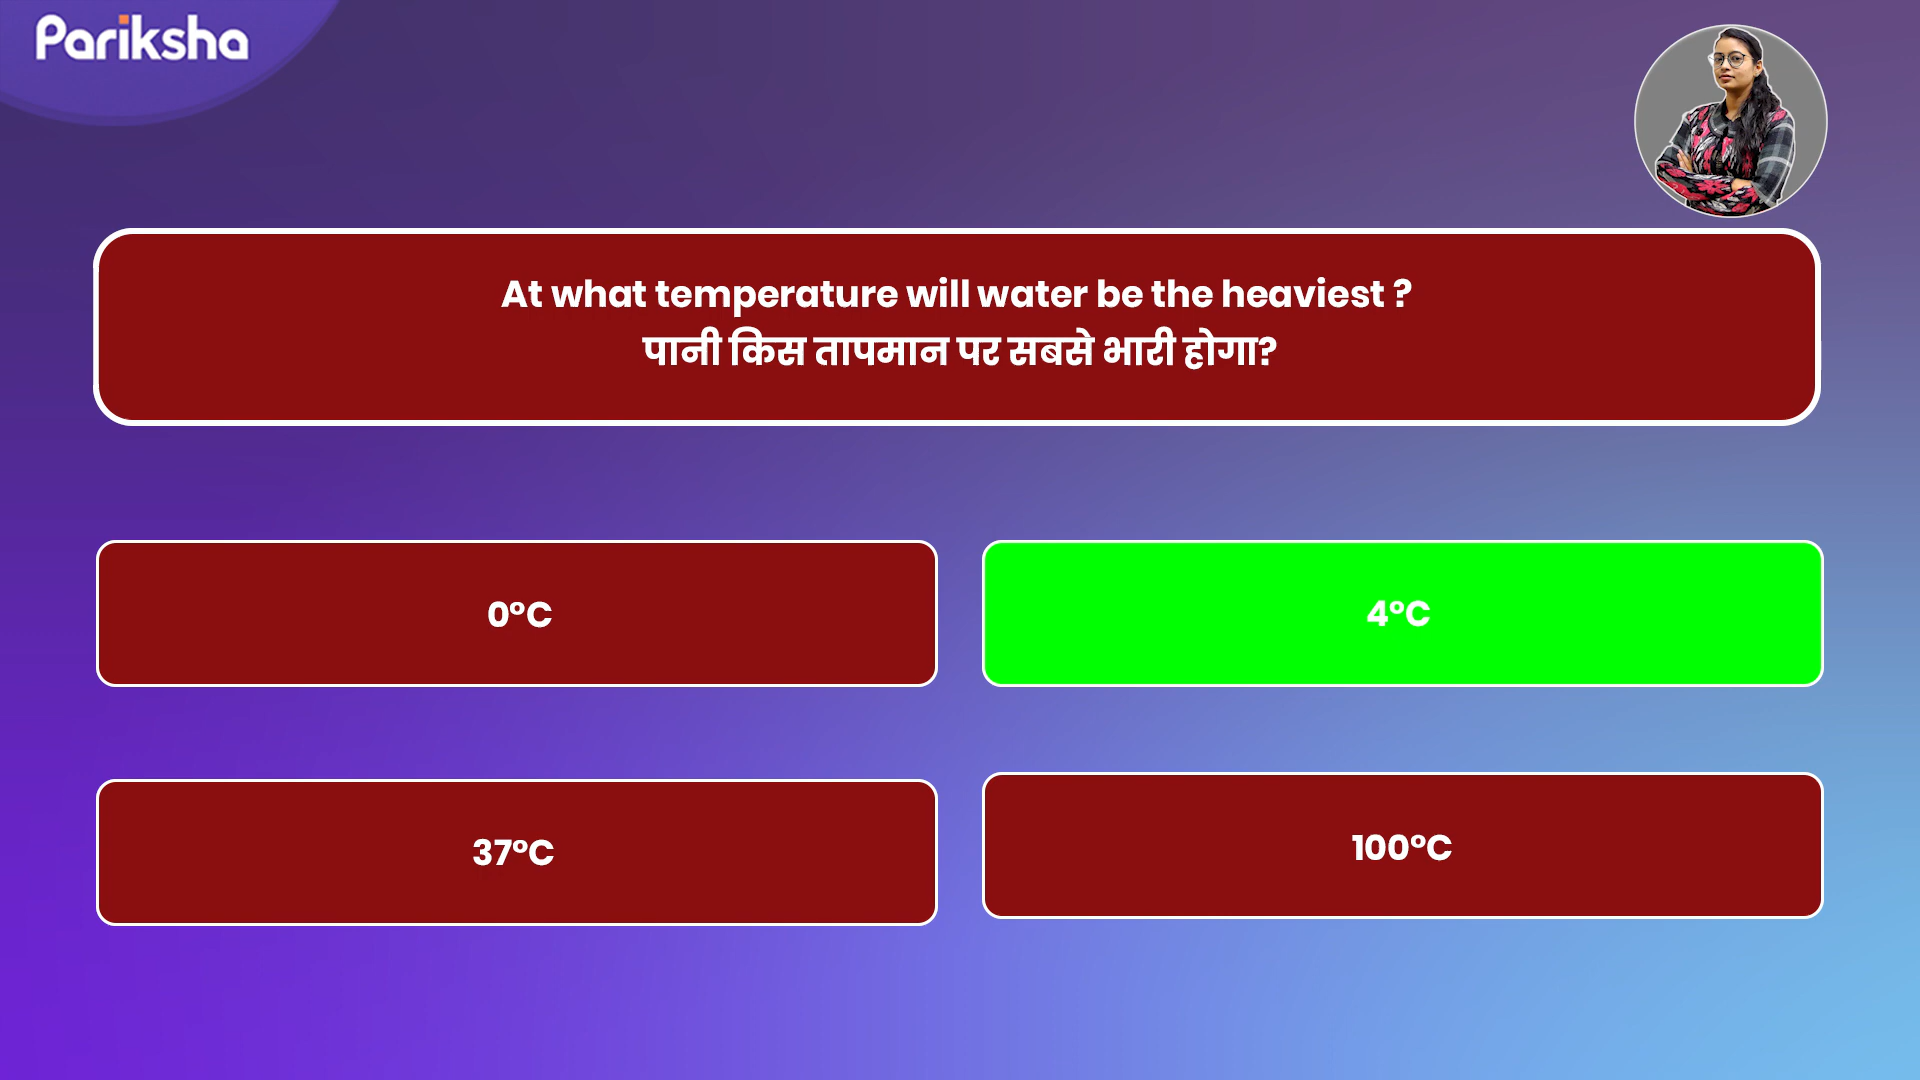 Pariksha
At what temperature will water be the heaviest ?
पानी किस तापमान पर सबसे भारी होगा?
0°C
4°C
37°C
100°C